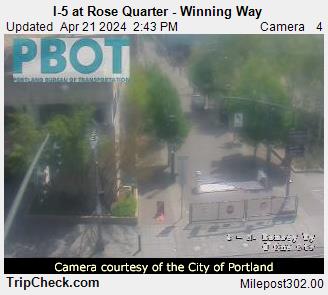 I-5 at Rose Quarter - Winning Way
Updated Apr 21 2024 2:43 PM Camera 4
PBOT
PORTLAND BUREAU OF TRANSPORTATION
Camera courtesy of the City of Portland
TripCheck.com Milepost302.00